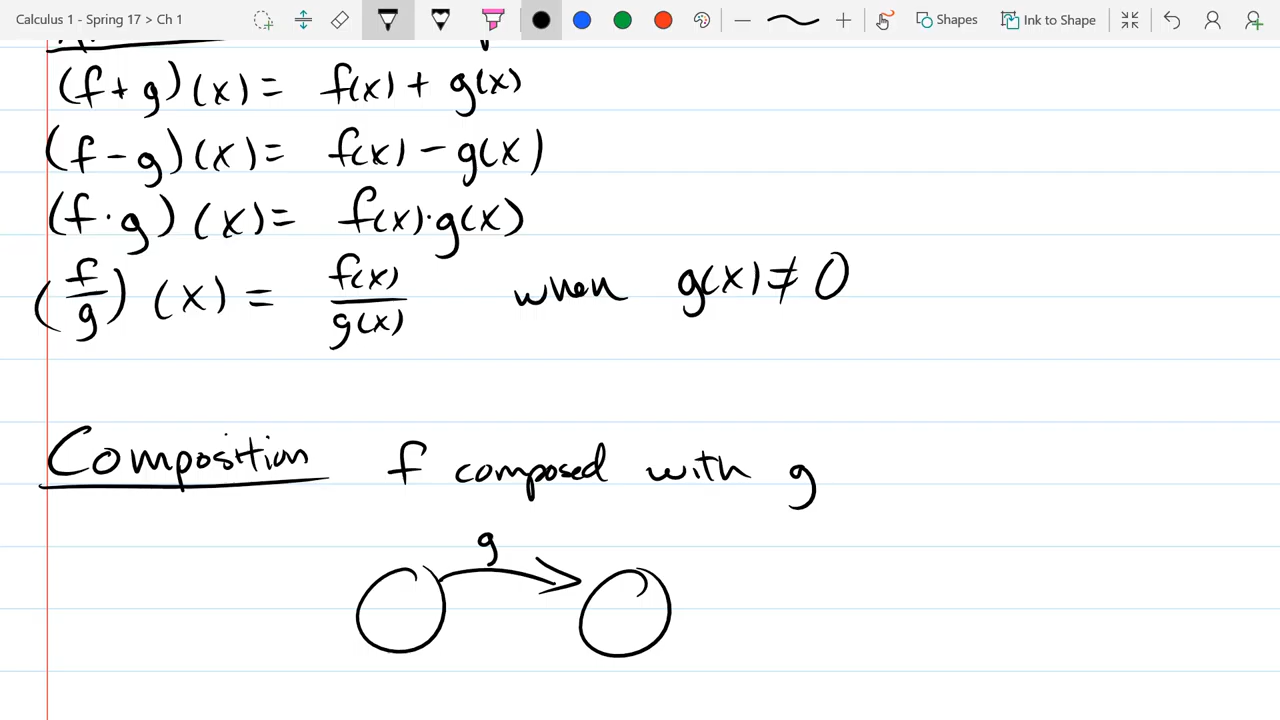 Calculus 1 - Spring 17 > Ch 1 Shapes Ink to Shape
(f+g)(x) = f(x) + g(x)
(f-g)(x) = f(x) - g(x)
(f·g)(x) = f(x)·g(x)
(f/g)(x) = f(x)/g(x) when g(x) ≠ 0
Composition f composed with g
g